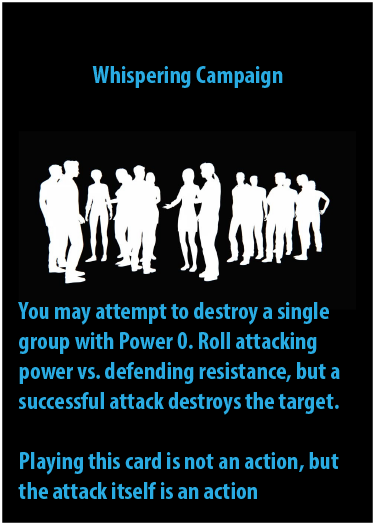 Whispering Campaign
You may attempt to destroy a single
group with Power 0. Roll attacking
power vs. defending resistance, but a
successful attack destroys the target.
Playing this card is not an action, but
the attack itself is an action